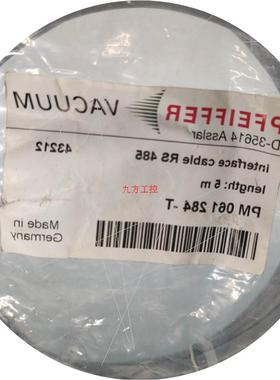 PFEIFFER VACUUM
D-35614 Asslar
interface cable RS 485
43212
length: 5 m
PM 061 284 -T
Made in
Germany
九方工控